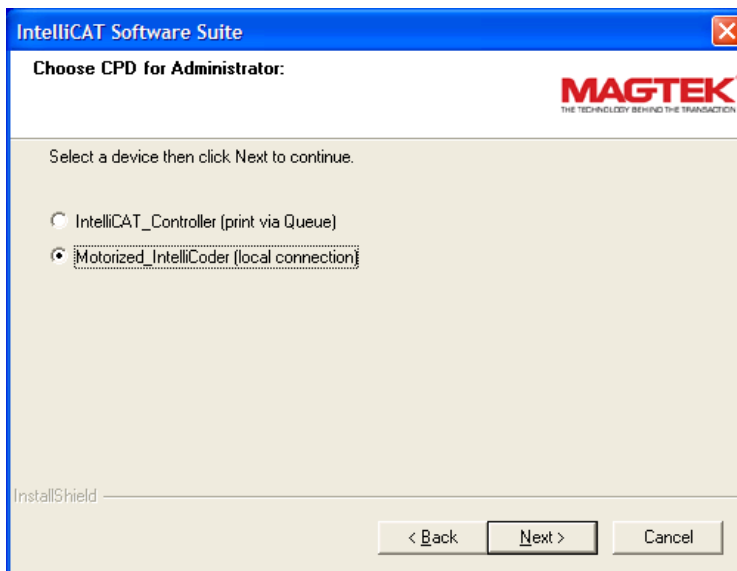 IntelliCAT Software Suite
Choose CPD for Administrator:
MAGTEK
THE TECHNOLOGY BEHIND THE TRANSACTION
Select a device then click Next to continue.
IntelliCAT_Controller (print via Queue)
Motorized_IntelliCoder (local connection)
InstallShield
< Back
Next >
Cancel